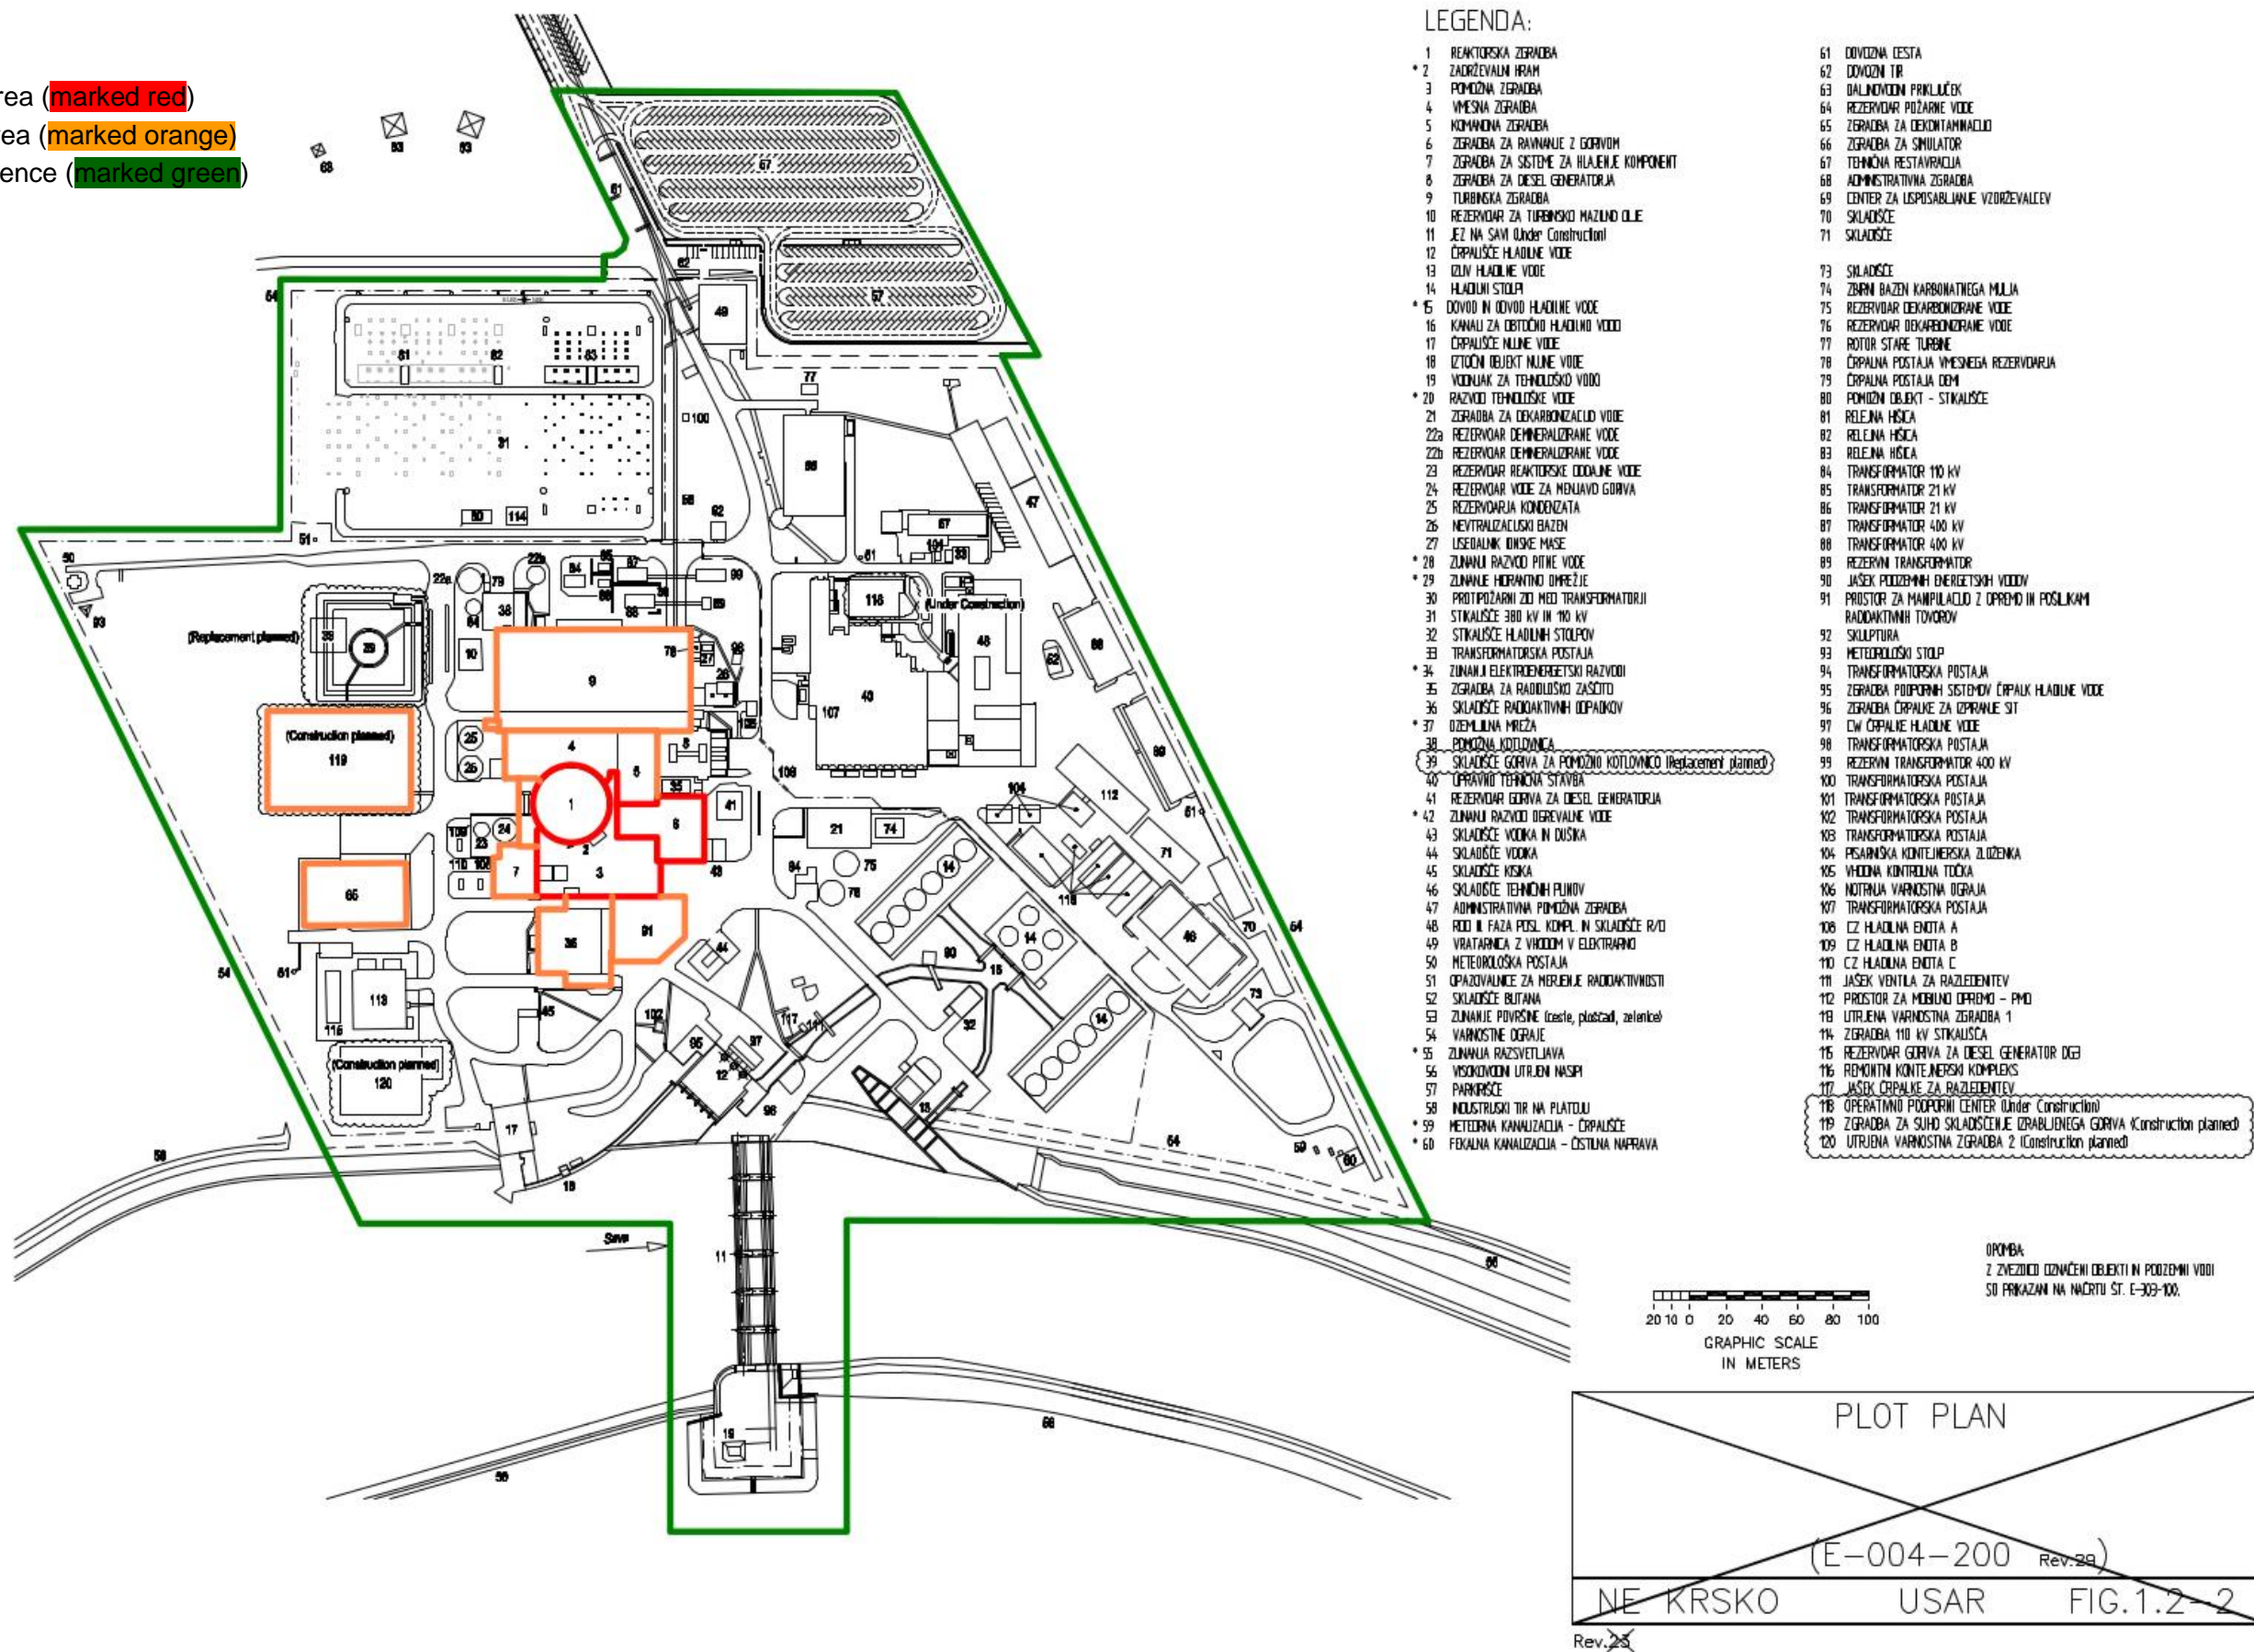 rea (marked red)
ea (marked orange)
ence (marked green)
LEGENDA:
1 REAKTORSKA ZGRADBA
* 2 ZADRŽEVALNI HRAM
3 POMOŽNA ZGRADBA
4 VMESNA ZGRADBA
5 KOMANDNA ZGRADBA
6 ZGRADBA ZA RAVNANJE Z GORIVOM
7 ZGRADBA ZA SISTEME ZA HLAJENJE KOMPONENT
8 ZGRADBA ZA DIESEL GENERATORJA
9 TURBINSKA ZGRADBA
10 REZERVOAR ZA TURBINSKO MAZILNO OLJE
11 JEZ NA SAVI (Under Construction)
12 ČRPALIŠČE HLADILNE VODE
13 IZLIV HLADILNE VODE
14 HLADILNI STOLPI
* 15 DOVOD IN ODVOD HLADILNE VODE
16 KANALI ZA OBTOČNO HLADILNO VODO
17 ČRPALIŠČE NUJNE VODE
18 IZTOČNI OBJEKT NUJNE VODE
19 VODNJAK ZA TEHNOLOŠKO VODO
* 20 RAZVOD TEHNOLOŠKE VODE
21 ZGRADBA ZA DEKARBONIZACIJO VODE
22a REZERVOAR DEMINERALIZIRANE VODE
22b REZERVOAR DEMINERALIZIRANE VODE
23 REZERVOAR REAKTORSKE DODAJNE VODE
24 REZERVOAR VODE ZA MENJAVO GORIVA
25 REZERVOARJA KONDENZATA
26 NEVTRALIZACIJSKI BAZEN
27 USEDALNIK IONSKE MASE
* 28 ZUNANJI RAZVOD PITNE VODE
* 29 ZUNANJE HIDRANTNO OMREŽJE
30 PROTIPOŽARNI ZID MED TRANSFORMATORJI
31 STIKALIŠČE 380 kV IN 110 kV
32 STIKALIŠČE HLADILNIH STOLPOV
33 TRANSFORMATORSKA POSTAJA
* 34 ZUNANJI ELEKTROENERGETSKI RAZVODI
35 ZGRADBA ZA RADIOLOŠKO ZAŠČITO
36 SKLADIŠČE RADIOAKTIVNIH ODPADKOV
* 37 OZEMLJILNA MREŽA
38 POMOŽNA KOTLOVNICA
39 SKLADIŠČE GORIVA ZA POMOŽNO KOTLOVNICO (Replacement planned)
40 UPRAVNO TEHNIČNA STAVBA
41 REZERVOAR GORIVA ZA DIESEL GENERATORJA
* 42 ZUNANJI RAZVOD OGREVALNE VODE
43 SKLADIŠČE VODIKA IN DUŠIKA
44 SKLADIŠČE VODIKA
45 SKLADIŠČE KISIKA
46 SKLADIŠČE TEHNIČNIH PLINOV
47 ADMINISTRATIVNA POMOŽNA ZGRADBA
48 RDO II. FAZA POSL. KOMPL. IN SKLADIŠČE R/D
49 VRATARNICA Z VHODOM V ELEKTRARNO
50 METEOROLOŠKA POSTAJA
51 OPAZOVALNICE ZA MERJENJE RADIOAKTIVNOSTI
52 SKLADIŠČE BUTANA
53 ZUNANJE POVRŠINE (ceste, ploščadi, zelenice)
54 VARNOSTNE OGRAJE
* 55 ZUNANJA RAZSVETLJAVA
56 VISOKOVODNI UTRJENI NASIPI
57 PARKIRIŠČE
58 INDUSTRIJSKI TIR NA PLATOJU
* 59 METEORNA KANALIZACIJA - ČRPALIŠČE
* 60 FEKALNA KANALIZACIJA - ČISTILNA NAPRAVA
61 DOVOZNA CESTA
62 DOVOZNI TIR
63 DALJNOVODNI PRIKLJUČEK
64 REZERVOAR POŽARNE VODE
65 ZGRADBA ZA DEKONTAMINACIJO
66 ZGRADBA ZA SIMULATOR
67 TEHNIČNA RESTAVRACIJA
68 ADMINISTRATIVNA ZGRADBA
69 CENTER ZA USPOSABLJANJE VZDRŽEVALCEV
70 SKLADIŠČE
71 SKLADIŠČE
73 SKLADIŠČE
74 ZBIRNI BAZEN KARBONATNEGA MULJA
75 REZERVOAR DEKARBONIZIRANE VODE
76 REZERVOAR DEKARBONIZIRANE VODE
77 ROTOR STARE TURBINE
78 ČRPALNA POSTAJA VMESNEGA REZERVOARJA
79 ČRPALNA POSTAJA DEMI
80 POMOŽNI OBJEKT - STIKALIŠČE
81 RELEJNA HIŠICA
82 RELEJNA HIŠICA
83 RELEJNA HIŠICA
84 TRANSFORMATOR 110 kV
85 TRANSFORMATOR 21 kV
86 TRANSFORMATOR 21 kV
87 TRANSFORMATOR 400 kV
88 TRANSFORMATOR 400 kV
89 REZERVNI TRANSFORMATOR
90 JAŠEK PODZEMNIH ENERGETSKIH VODOV
91 PROSTOR ZA MANIPULACIJO Z OPREMO IN POŠILJKAMI
RADIOAKTIVNIH TOVOROV
92 SKULPTURA
93 METEOROLOŠKI STOLP
94 TRANSFORMATORSKA POSTAJA
95 ZGRADBA PODPORNIH SISTEMOV ČRPALK HLADILNE VODE
96 ZGRADBA ČRPALKE ZA IZPIRANJE SIT
97 CW ČRPALKE HLADILNE VODE
98 TRANSFORMATORSKA POSTAJA
99 REZERVNI TRANSFORMATOR 400 kV
100 TRANSFORMATORSKA POSTAJA
101 TRANSFORMATORSKA POSTAJA
102 TRANSFORMATORSKA POSTAJA
103 TRANSFORMATORSKA POSTAJA
104 PISARNIŠKA KONTEJNERSKA ZLOŽENKA
105 VHODNA KONTROLNA TOČKA
106 NOTRNJA VARNOSTNA OGRAJA
107 TRANSFORMATORSKA POSTAJA
108 CZ HLADILNA ENOTA A
109 CZ HLADILNA ENOTA B
110 CZ HLADILNA ENOTA C
111 JAŠEK VENTILA ZA RAZLEDENITEV
112 PROSTOR ZA MOBILNO OPREMO - PMO
113 UTRJENA VARNOSTNA ZGRADBA 1
114 ZGRADBA 110 kV STIKALIŠČA
115 REZERVOAR GORIVA ZA DIESEL GENERATOR DG3
116 REMONTNI KONTEJNERSKI KOMPLEKS
117 JAŠEK ČRPALKE ZA RAZLEDENITEV
118 OPERATIVNO PODPORNI CENTER (Under Construction)
119 ZGRADBA ZA SUHO SKLADIŠČENJE IZRABLJENEGA GORIVA (Construction planned)
120 UTRJENA VARNOSTNA ZGRADBA 2 (Construction planned)
(Replacement planned)
(Under Construction)
(Construction planned)
119
(Construction planned)
120
Sava
11
OPOMBA:
Z ZVEZDICO OZNAČENI OBJEKTI IN PODZEMNI VODI
SO PRIKAZANI NA NAČRTU ŠT. E-303-100.
20 10 0 20 40 60 80 100
GRAPHIC SCALE
IN METERS
PLOT PLAN
(E-004-200 Rev.29)
NE KRSKO USAR FIG.1.2-2
Rev.23